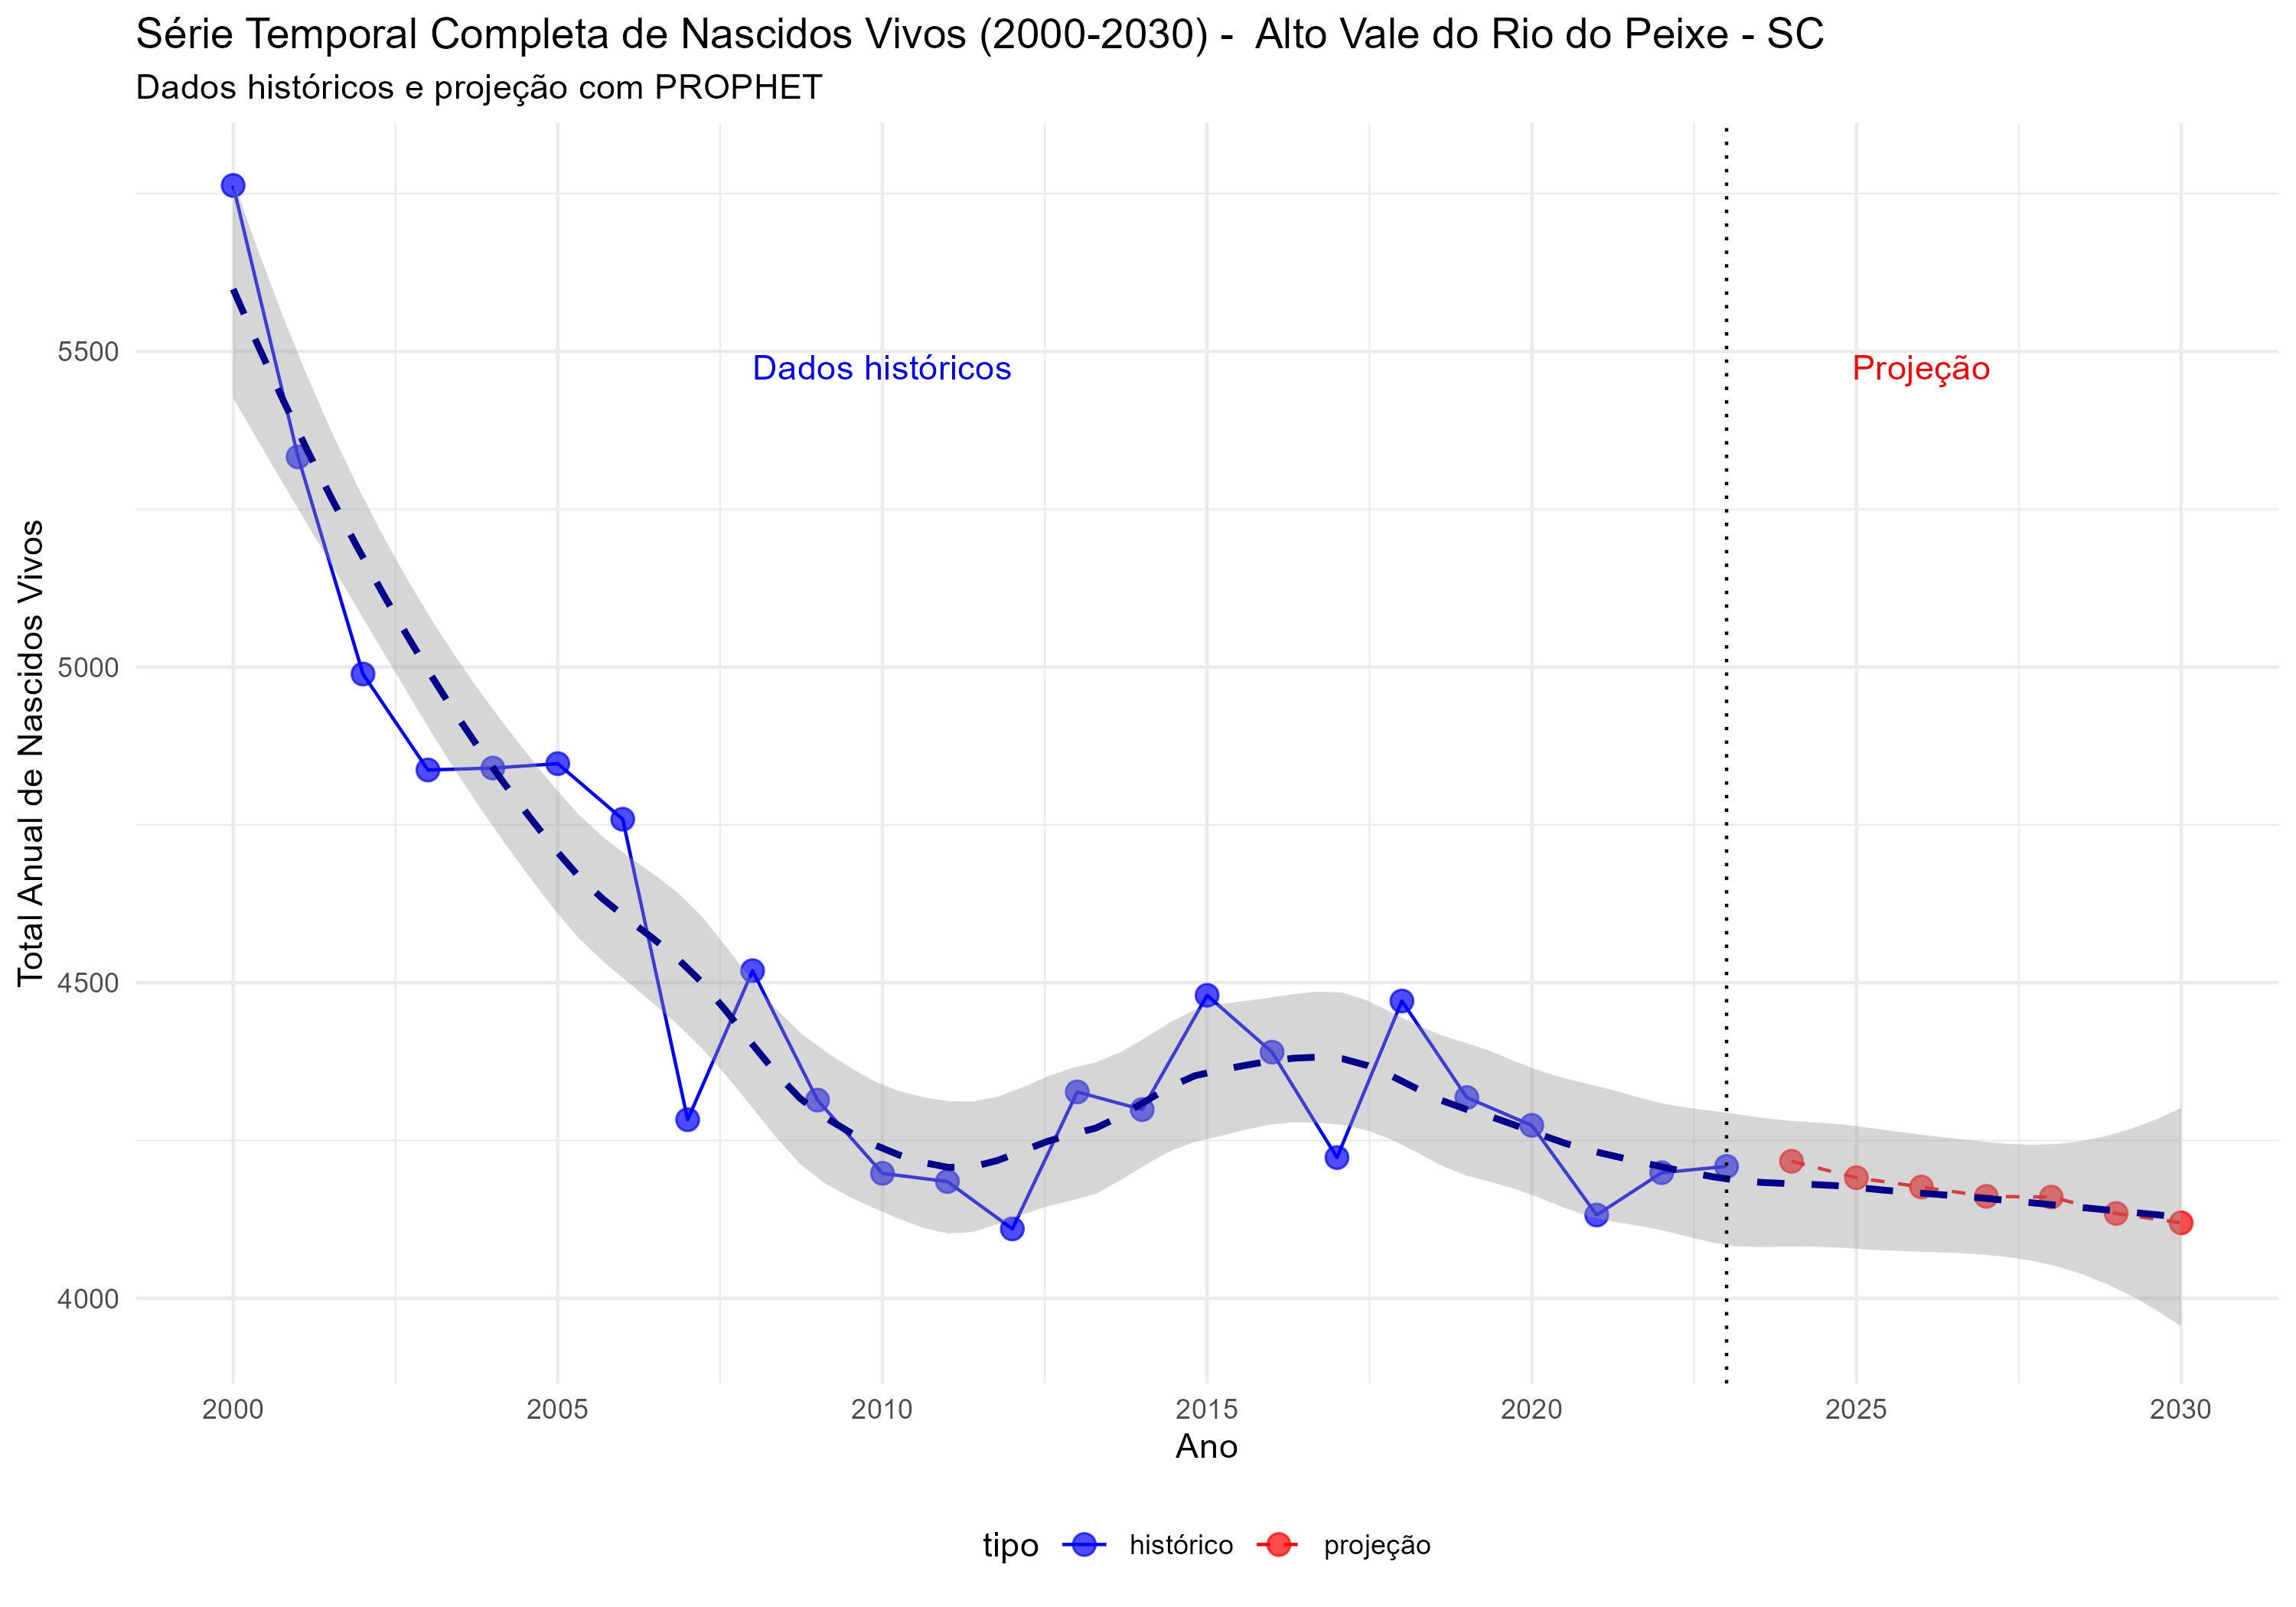 Série Temporal Completa de Nascidos Vivos (2000-2030) -  Alto Vale do Rio do Peixe - SC
Dados históricos e projeção com PROPHET
Total Anual de Nascidos Vivos
5500
5000
4500
4000
Dados históricos
Projeção
2000
2005
2010
2015
2020
2025
2030
Ano
tipo
histórico
projeção